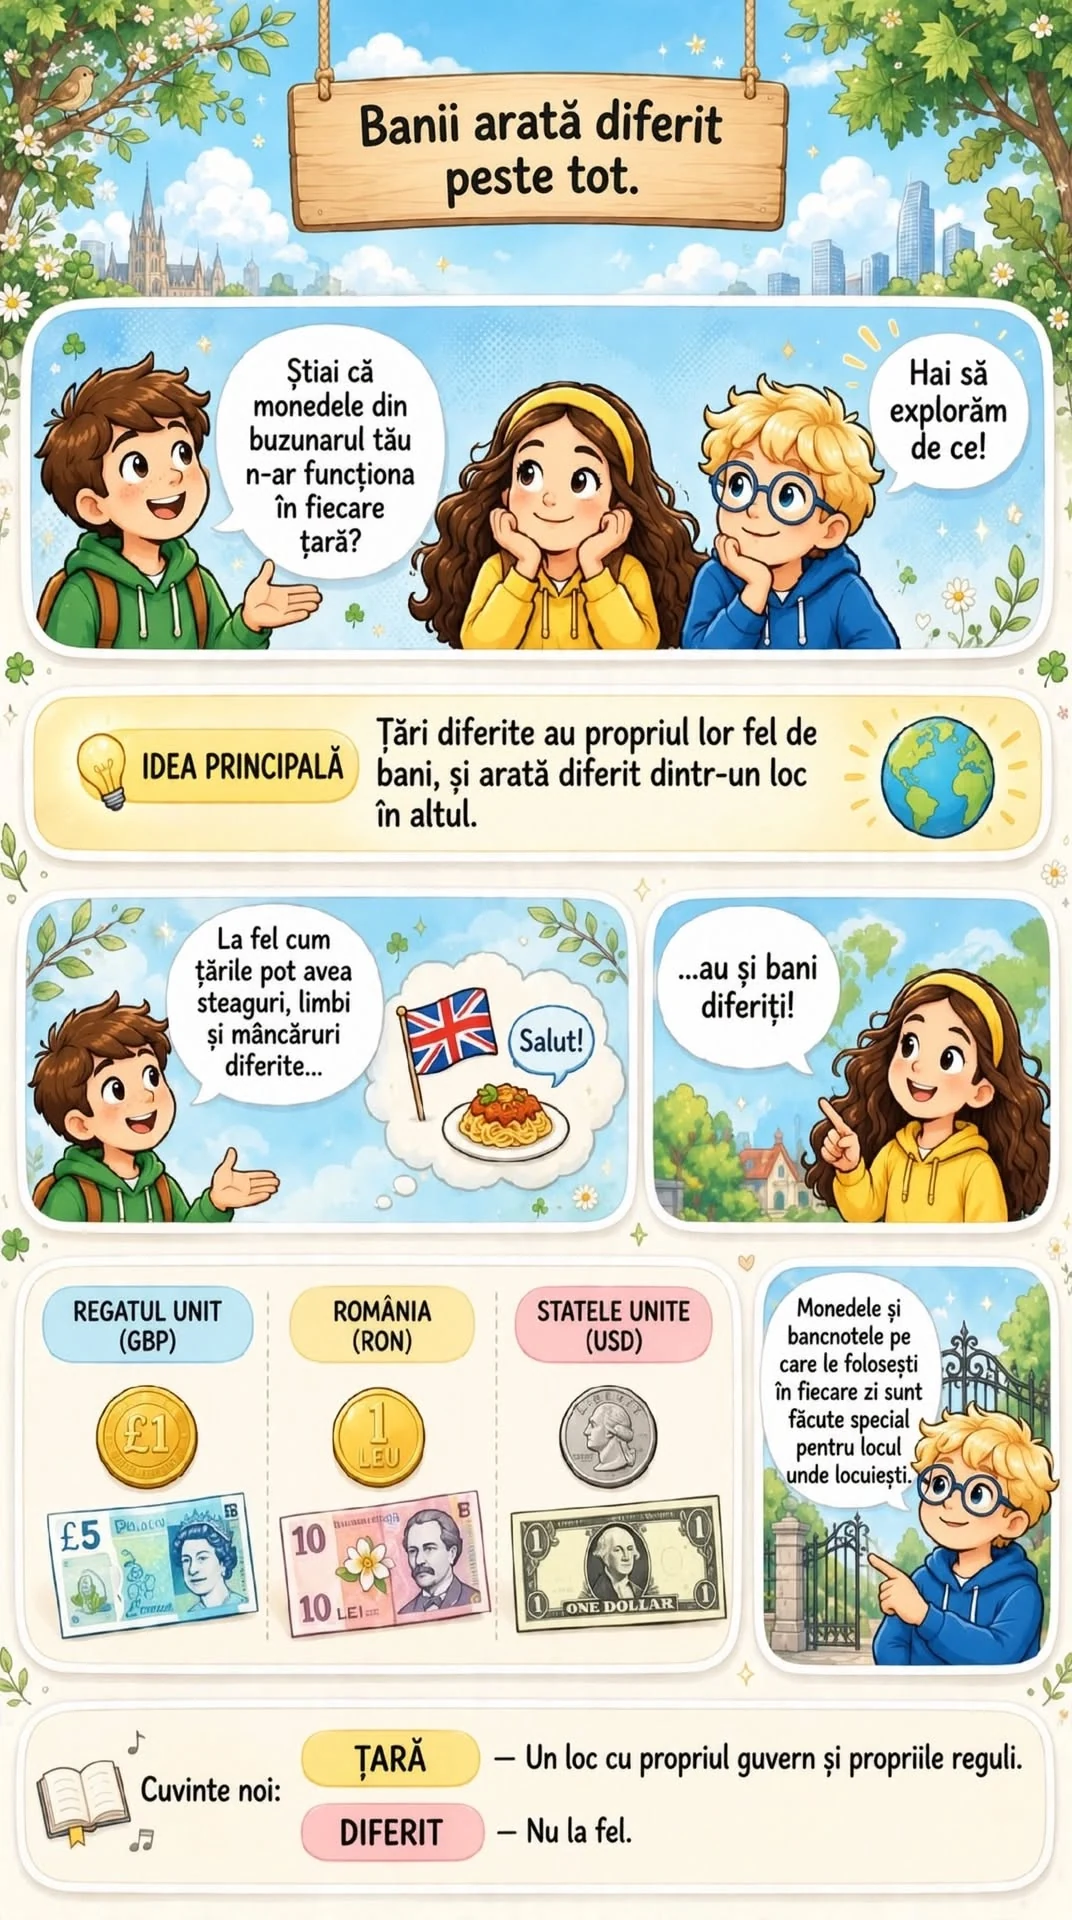 Banii arată diferit
peste tot.
Știai că
monedele din
buzunarul tău
n-ar funcționa
în fiecare
țară?
Hai să
explorăm
de ce!
IDEA PRINCIPALĂ
Țări diferite au propriul lor fel de
bani, și arată diferit dintr-un loc
în altul.
La fel cum
țările pot avea
steaguri, limbi
și mâncăruri
diferite...
Salut!
...au și bani
diferiți!
REGATUL UNIT
(GBP)
£1
£5
ROMÂNIA
(RON)
1
LEU
10
10 LEI
STATELE UNITE
(USD)
LIBERTY
1
1
1
ONE DOLLAR
Monedele și
bancnotele pe
care le folosești
în fiecare zi sunt
făcute special
pentru locul
unde locuiești.
Cuvinte noi:
ȚARĂ — Un loc cu propriul guvern și propriile reguli.
DIFERIT — Nu la fel.